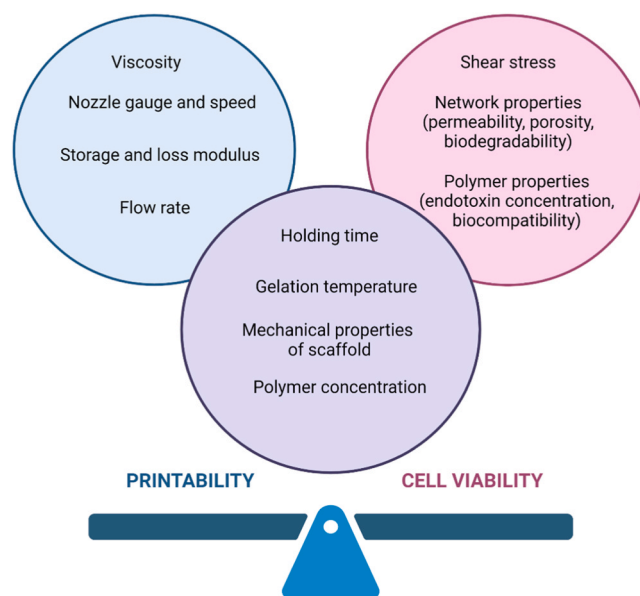 Viscosity
Nozzle gauge and speed
Storage and loss modulus
Flow rate
Shear stress
Network properties
(permeability, porosity,
biodegradability)
Polymer properties
(endotoxin concentration,
biocompatibility)
Holding time
Gelation temperature
Mechanical properties
of scaffold
Polymer concentration
PRINTABILITY
CELL VIABILITY